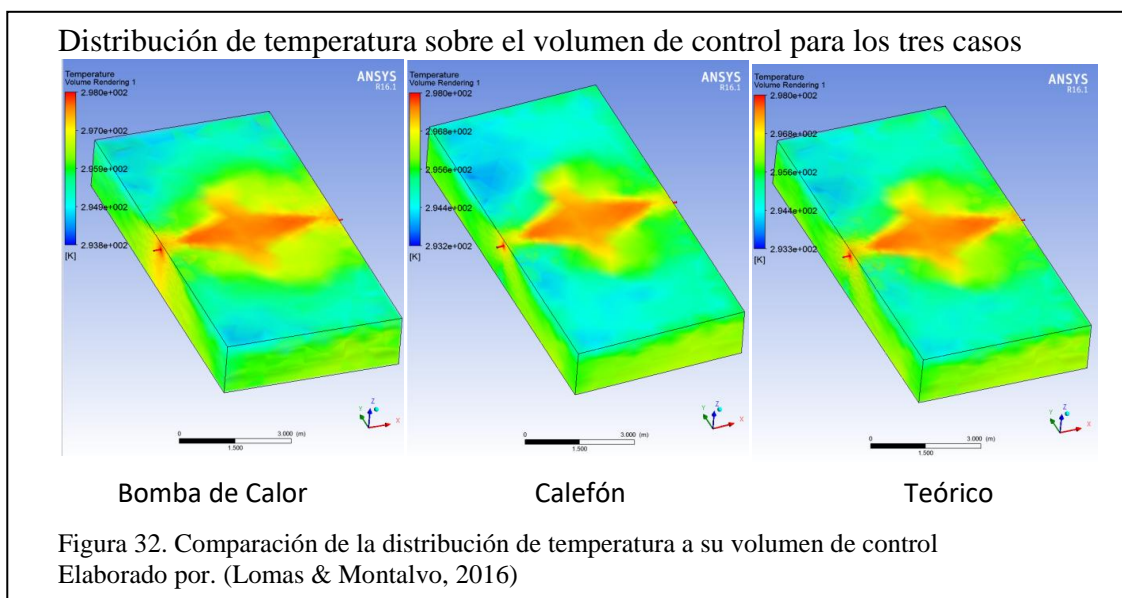 Distribución de temperatura sobre el volumen de control para los tres casos
Temperature
Volume Rendering 1
ANSYS
R16.1
2.980e+002
2.970e+002
2.959e+002
2.949e+002
2.938e+002
[K]
Y Z X
0 3.000 (m)
1.500
Temperature
Volume Rendering 1
ANSYS
R16.1
2.980e+002
2.968e+002
2.956e+002
2.944e+002
2.932e+002
[K]
Y Z X
0 3.000 (m)
1.500
Temperature
Volume Rendering 1
ANSYS
R16.1
2.980e+002
2.968e+002
2.956e+002
2.944e+002
2.933e+002
[K]
Y Z X
0 3.000 (m)
1.500
Bomba de Calor
Calefón
Teórico
Figura 32. Comparación de la distribución de temperatura a su volumen de control
Elaborado por. (Lomas & Montalvo, 2016)